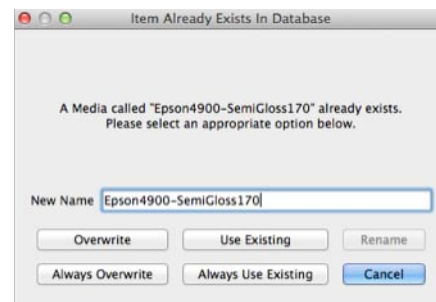 Item Already Exists In Database
A Media called "Epson4900-SemiGloss170" already exists.
Please select an appropriate option below.
New Name Epson4900-SemiGloss170
Overwrite Use Existing Rename
Always Overwrite Always Use Existing Cancel